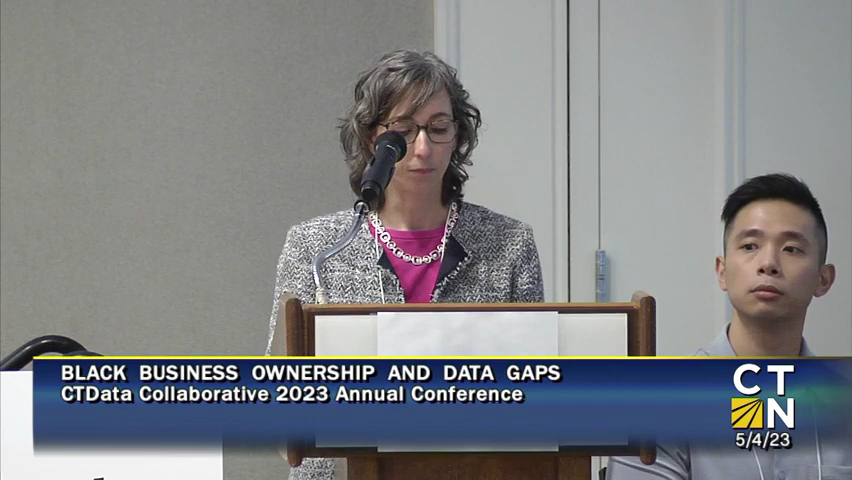 BLACK BUSINESS OWNERSHIP AND DATA GAPS
CTData Collaborative 2023 Annual Conference
CT
N
5/4/23